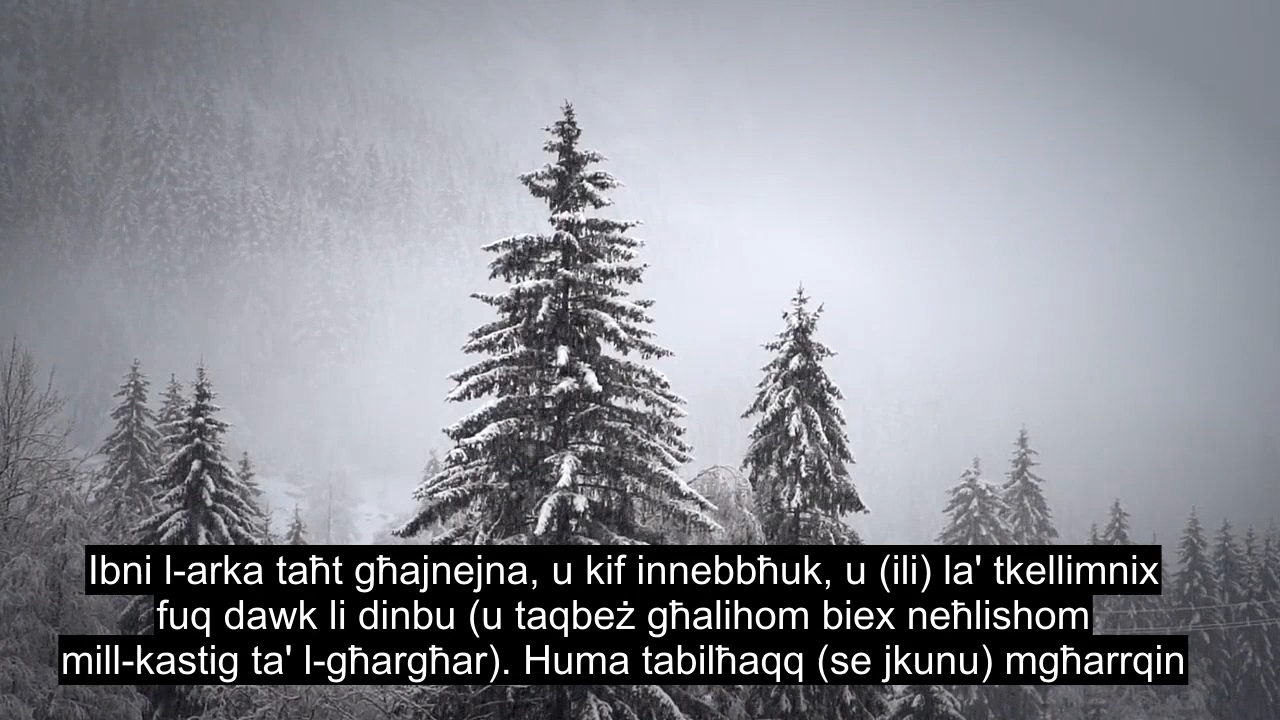 Ibni l-arka taħt għajnejna, u kif innebbħuk, u (ili) la' tkellimnix
fuq dawk li dinbu (u taqbeż għalihom biex neħlishom
mill-kastig ta' l-għargħar). Huma tabilħaqq (se jkunu) mgħarrqin